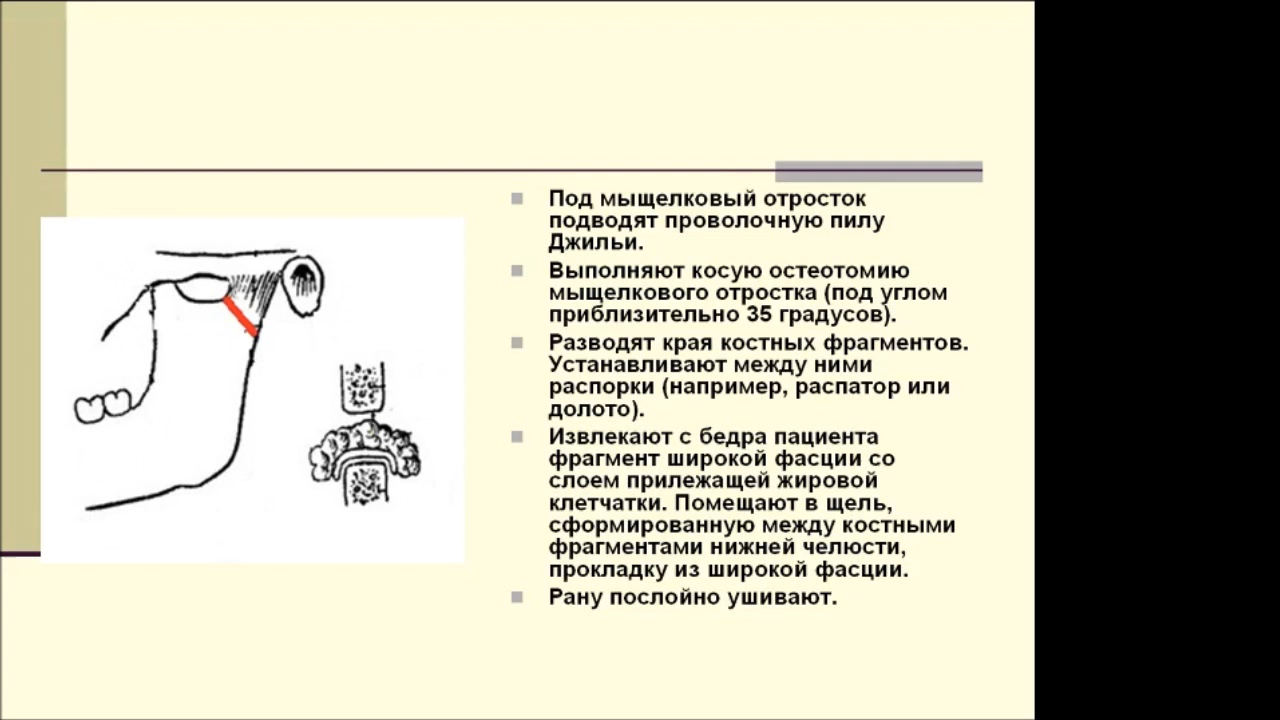 Под мыщелковый отросток
подводят проволочную пилу
Джильи.
Выполняют косую остеотомию
мыщелкового отростка (под углом
приблизительно 35 градусов).
Разводят края костных фрагментов.
Устанавливают между ними
распорки (например, распатор или
долото).
Извлекают с бедра пациента
фрагмент широкой фасции со
слоем прилежащей жировой
клетчатки. Помещают в щель,
сформированную между костными
фрагментами нижней челюсти,
прокладку из широкой фасции.
Рану послойно ушивают.